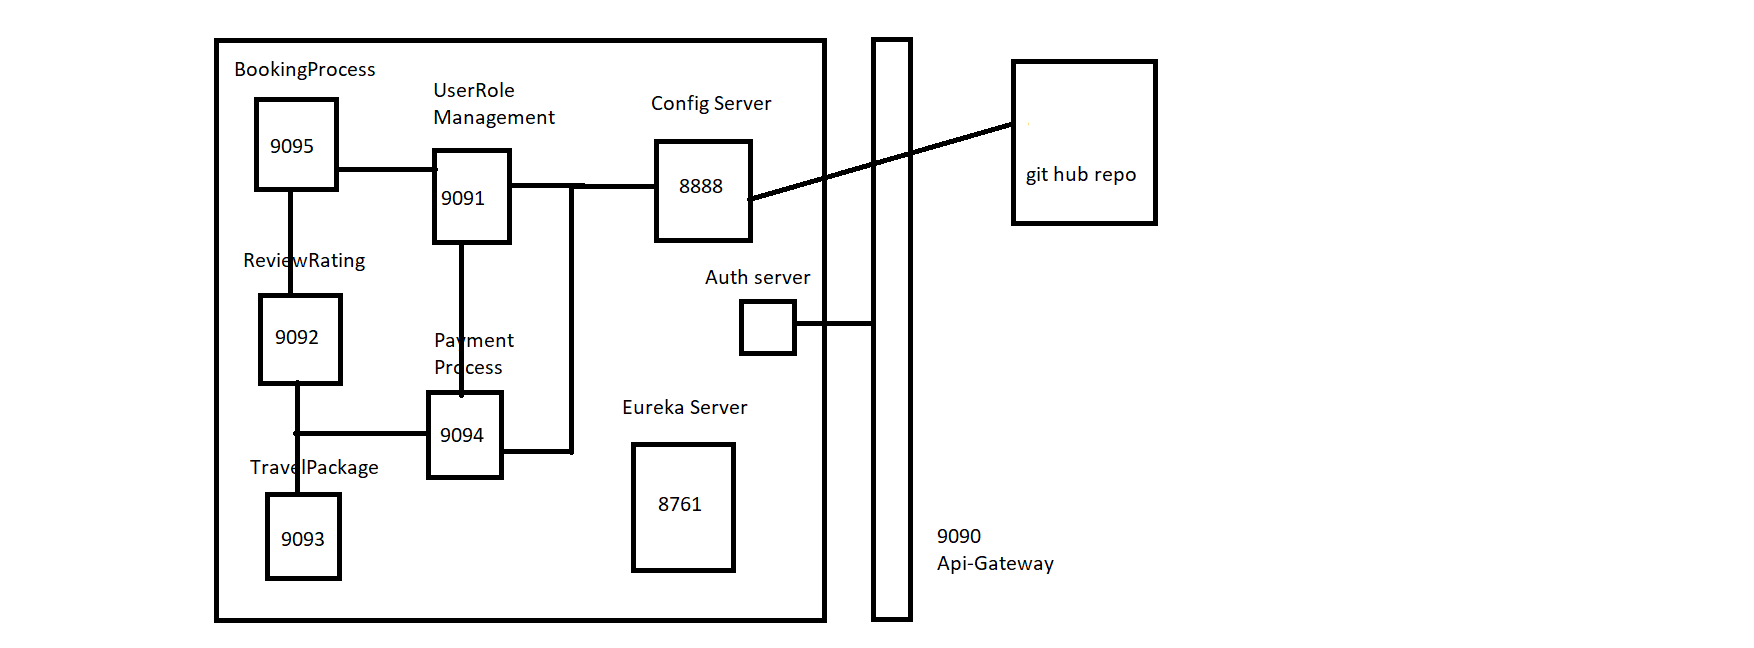 BookingProcess
9095
UserRole
Management
9091
Config Server
8888
git hub repo
ReviewRating
9092
Auth server
Payment
Process
9094
Eureka Server
8761
TravelPackage
9093
9090
Api-Gateway